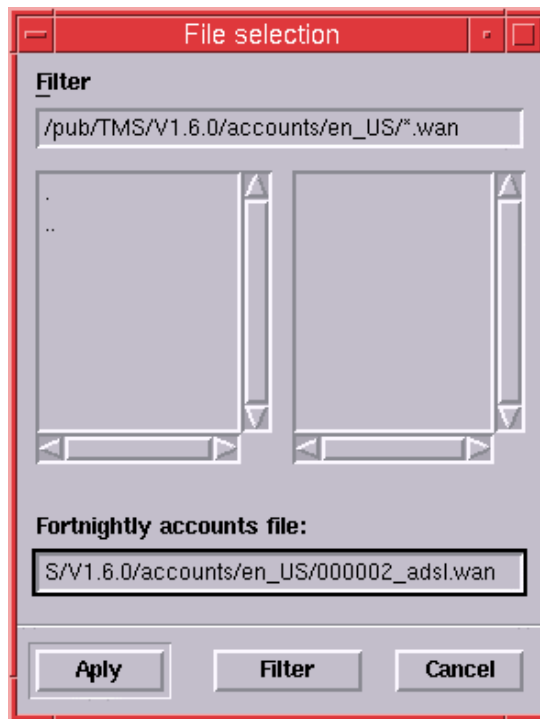 File selection
Filter
/pub/TMS/V1.6.0/accounts/en_US/*.wan
.
..
Fortnightly accounts file:
S/V1.6.0/accounts/en_US/000002_adsl.wan
Aply Filter Cancel